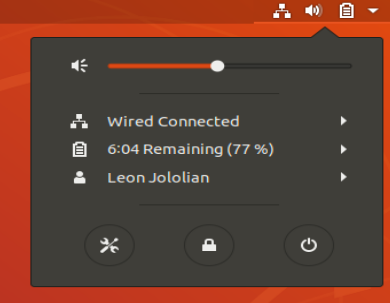 Wired Connected
6:04 Remaining (77 %)
Leon Jololian